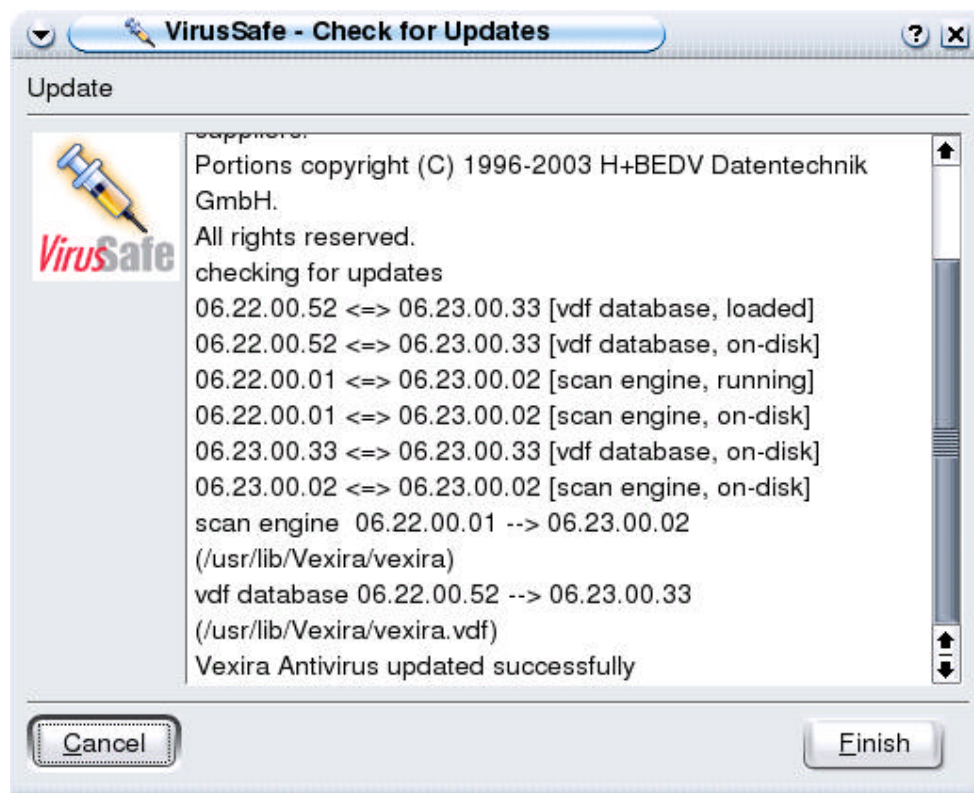 VirusSafe - Check for Updates
Update
VirusSafe
suppliers.
Portions copyright (C) 1996-2003 H+BEDV Datentechnik
GmbH.
All rights reserved.
checking for updates
06.22.00.52 <=> 06.23.00.33 [vdf database, loaded]
06.22.00.52 <=> 06.23.00.33 [vdf database, on-disk]
06.22.00.01 <=> 06.23.00.02 [scan engine, running]
06.22.00.01 <=> 06.23.00.02 [scan engine, on-disk]
06.23.00.33 <=> 06.23.00.33 [vdf database, on-disk]
06.23.00.02 <=> 06.23.00.02 [scan engine, on-disk]
scan engine  06.22.00.01 --> 06.23.00.02
(/usr/lib/Vexira/vexira)
vdf database 06.22.00.52 --> 06.23.00.33
(/usr/lib/Vexira/vexira.vdf)
Vexira Antivirus updated successfully
Cancel
Finish